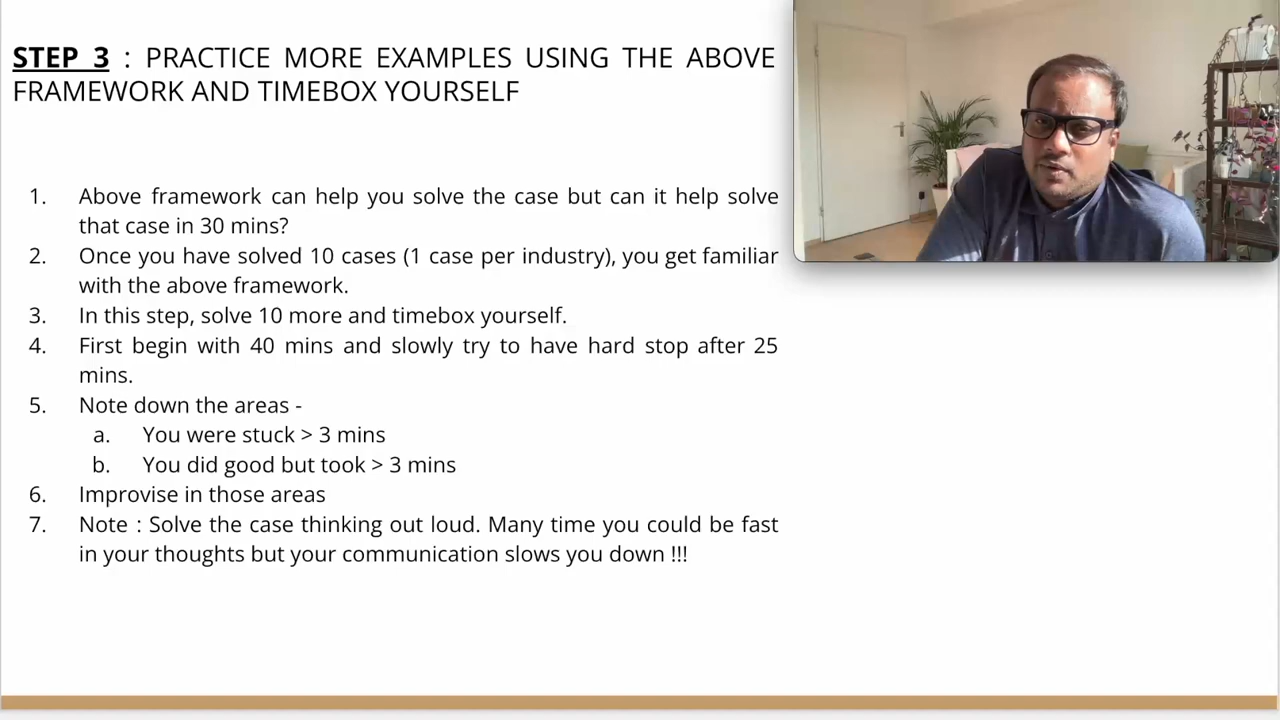 STEP 3 : PRACTICE MORE EXAMPLES USING THE ABOVE
FRAMEWORK AND TIMEBOX YOURSELF
1. Above framework can help you solve the case but can it help solve
that case in 30 mins?
2. Once you have solved 10 cases (1 case per industry), you get familiar
with the above framework.
3. In this step, solve 10 more and timebox yourself.
4. First begin with 40 mins and slowly try to have hard stop after 25
mins.
5. Note down the areas -
a. You were stuck > 3 mins
b. You did good but took > 3 mins
6. Improvise in those areas
7. Note : Solve the case thinking out loud. Many time you could be fast
in your thoughts but your communication slows you down !!!